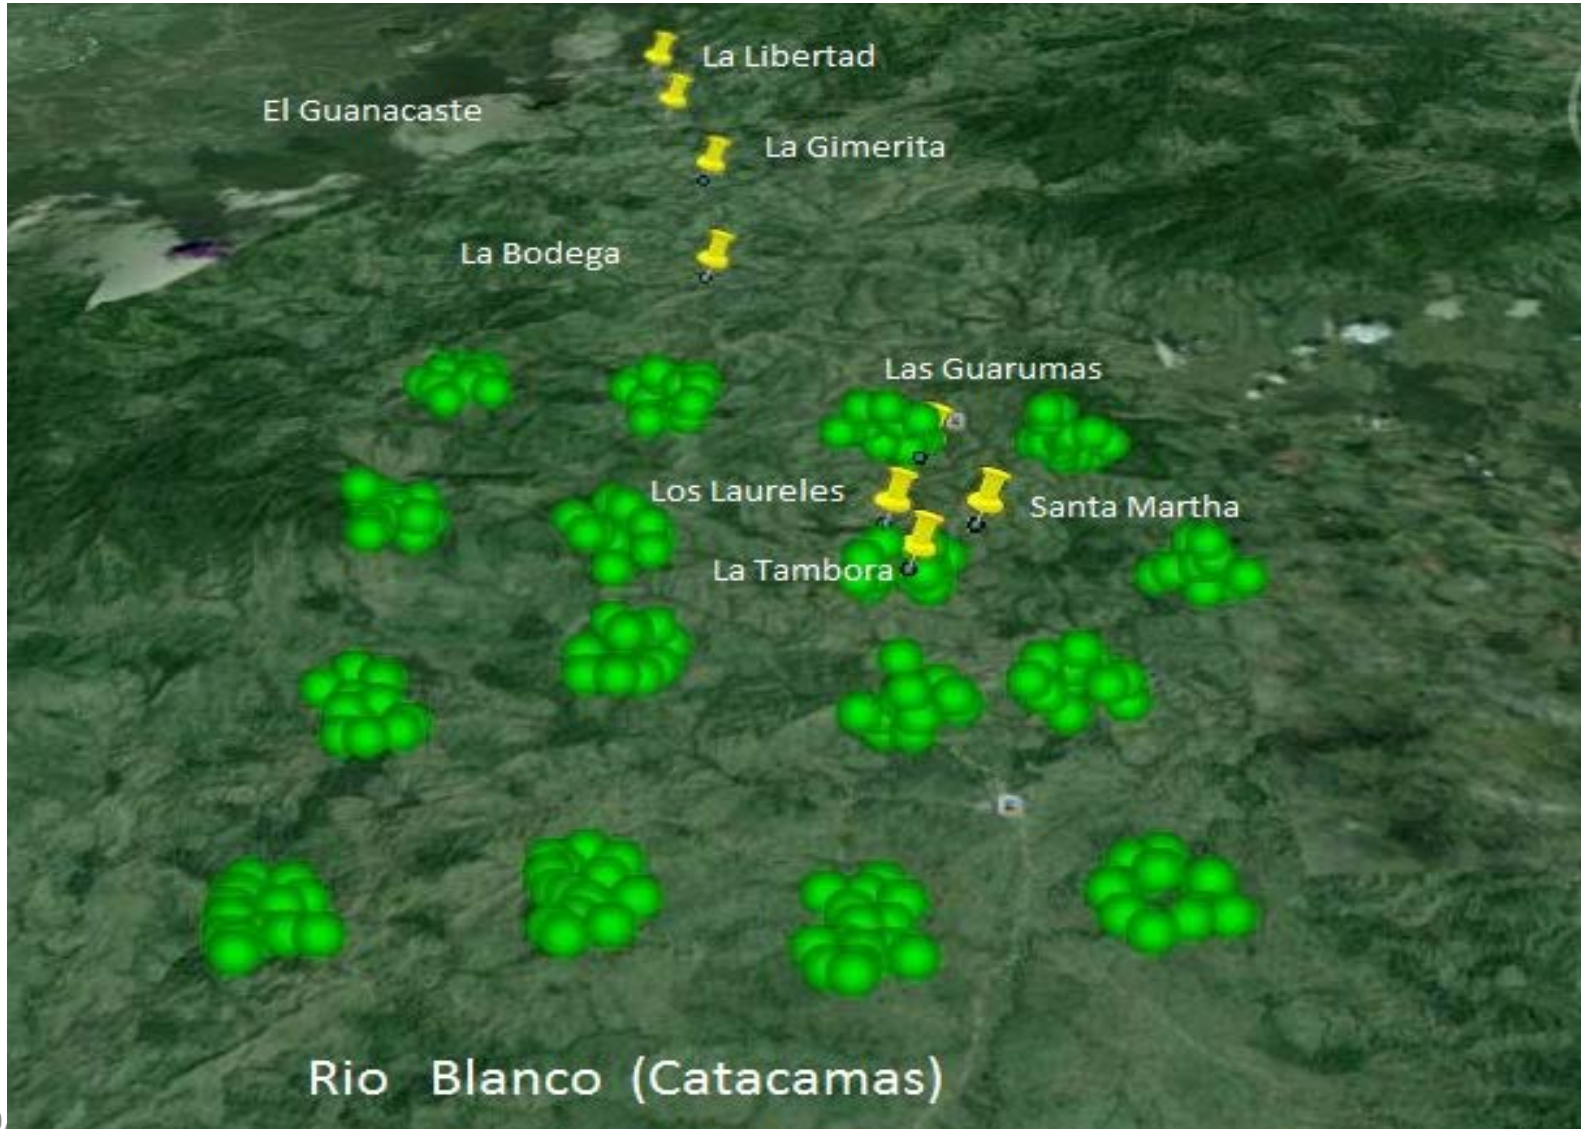 La Libertad
El Guanacaste
La Gimerita
La Bodega
Las Guarumas
Los Laureles
Santa Martha
La Tambora
Rio Blanco (Catacamas)